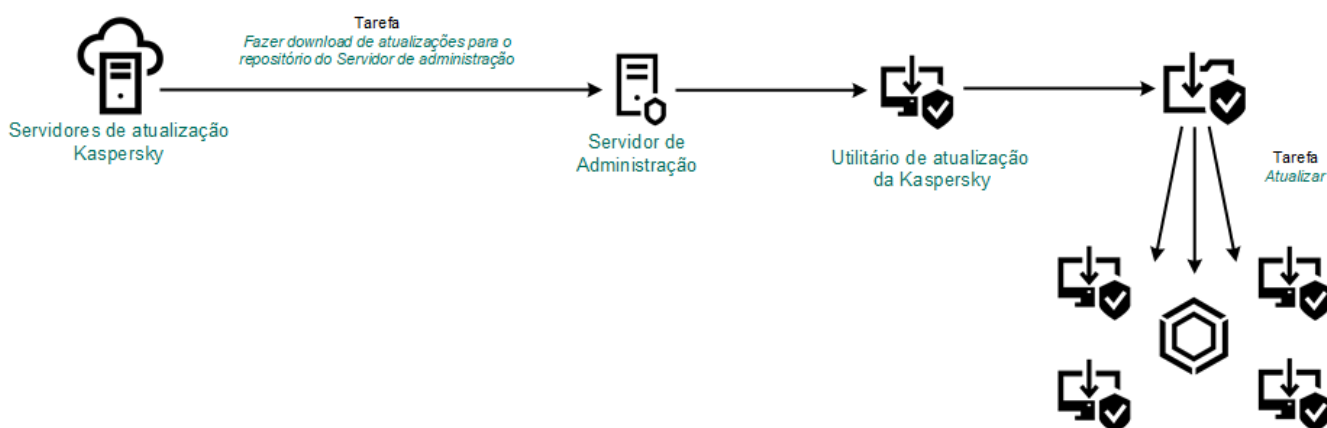 Tarefa
Fazer download de atualizações para o
repositório do Servidor de administração
Servidores de atualização
Kaspersky
Servidor de
Administração
Utilitário de atualização
da Kaspersky
Tarefa
Atualizar